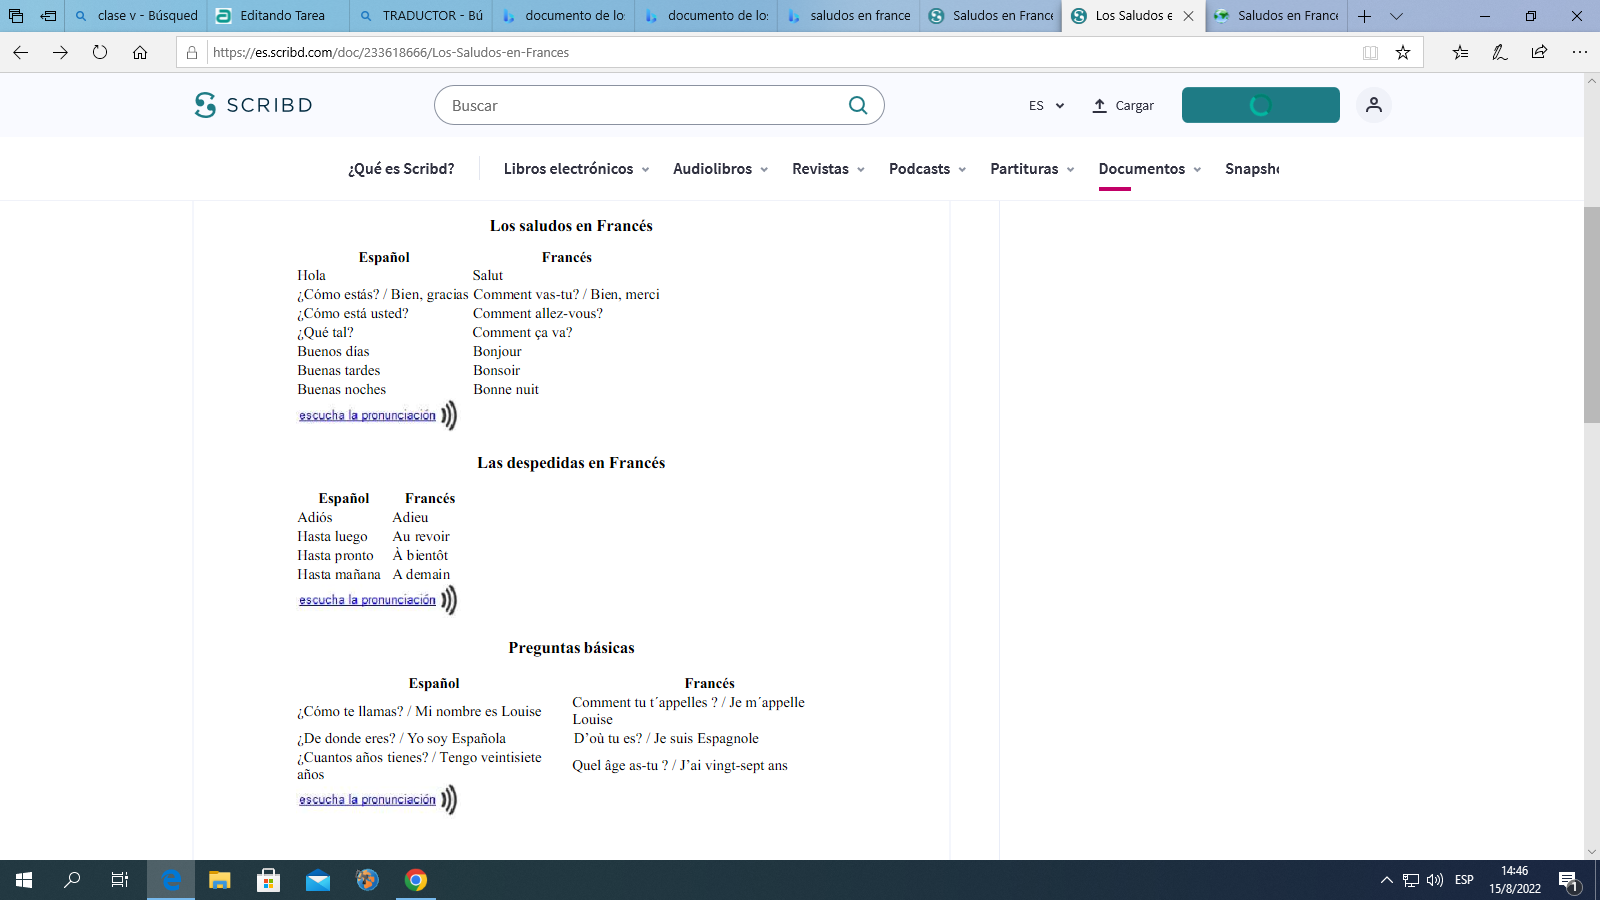 clase v - Búsqued
Editando Tarea
TRADUCTOR - Bú
documento de lo
documento de lo
saludos en france
Saludos en France
Los Saludos e
Saludos en France
https://es.scribd.com/doc/233618666/Los-Saludos-en-Frances
SCRIBD
Buscar
ES
Cargar
¿Qué es Scribd?
Libros electrónicos
Audiolibros
Revistas
Podcasts
Partituras
Documentos
Snapsh
Los saludos en Francés
Español Francés
Hola Salut
¿Cómo estás? / Bien, gracias Comment vas-tu? / Bien, merci
¿Cómo está usted? Comment allez-vous?
¿Qué tal? Comment ça va?
Buenos días Bonjour
Buenas tardes Bonsoir
Buenas noches Bonne nuit
escucha la pronunciación
Las despedidas en Francés
Español Francés
Adiós Adieu
Hasta luego Au revoir
Hasta pronto À bientôt
Hasta mañana A demain
escucha la pronunciación
Preguntas básicas
Español Francés
¿Cómo te llamas? / Mi nombre es Louise Comment tu t´appelles ? / Je m´appelle
Louise
¿De donde eres? / Yo soy Española D’où tu es? / Je suis Espagnole
¿Cuantos años tienes? / Tengo veintisiete
años Quel âge as-tu ? / J’ai vingt-sept ans
escucha la pronunciación
ESP
14:46
15/8/2022
1